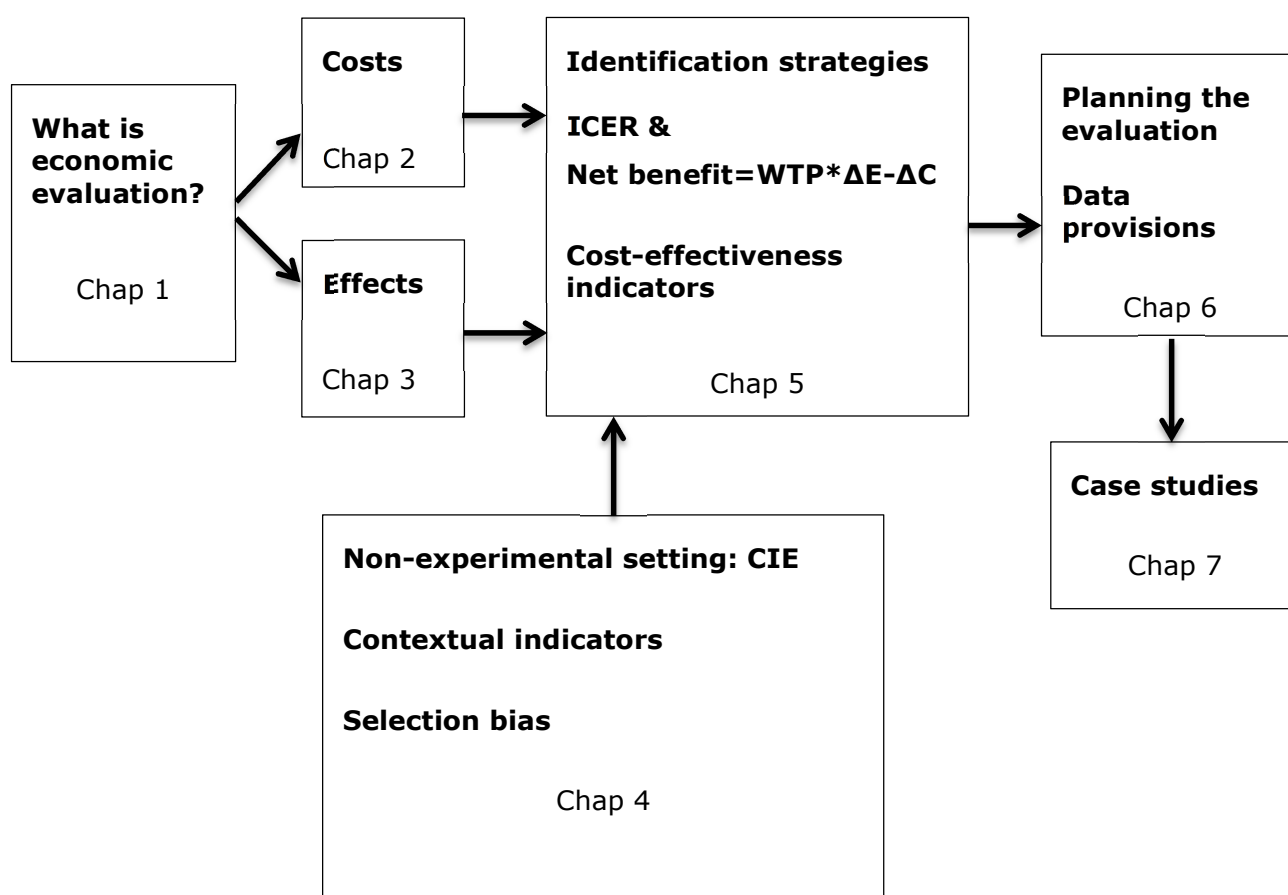 What is
economic
evaluation?
Chap 1
Costs
Chap 2
Effects
Chap 3
Identification strategies
ICER &
Net benefit=WTP*ΔE-ΔC
Cost-effectiveness
indicators
Chap 5
Non-experimental setting: CIE
Contextual indicators
Selection bias
Chap 4
Planning the
evaluation
Data
provisions
Chap 6
Case studies
Chap 7